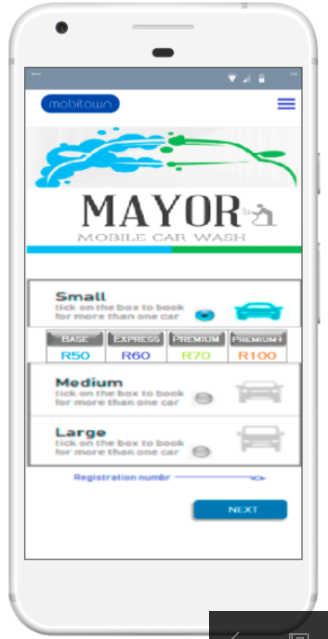 mobitown
MAYOR
MOBILE CAR WASH
Small
tick on the box to book
for more than one car
BASE EXPRESS PREMIUM PREMIUM+
R50 R60 R70 R100
Medium
tick on the box to book
for more than one car
Large
tick on the box to book
for more than one car
Registration numbr
NEXT